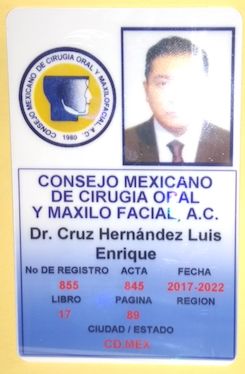 CONSEJO MEXICANO DE CIRUGIA ORAL Y MAXILOFACIAL, A.C.
1980
CONSEJO MEXICANO
DE CIRUGIA ORAL
Y MAXILO FACIAL, A.C.
Dr. Cruz Hernández Luis
Enrique
No DE REGISTRO ACTA FECHA
855 845 2017-2022
LIBRO PAGINA REGION
17 89
CIUDAD / ESTADO
CD.MEX